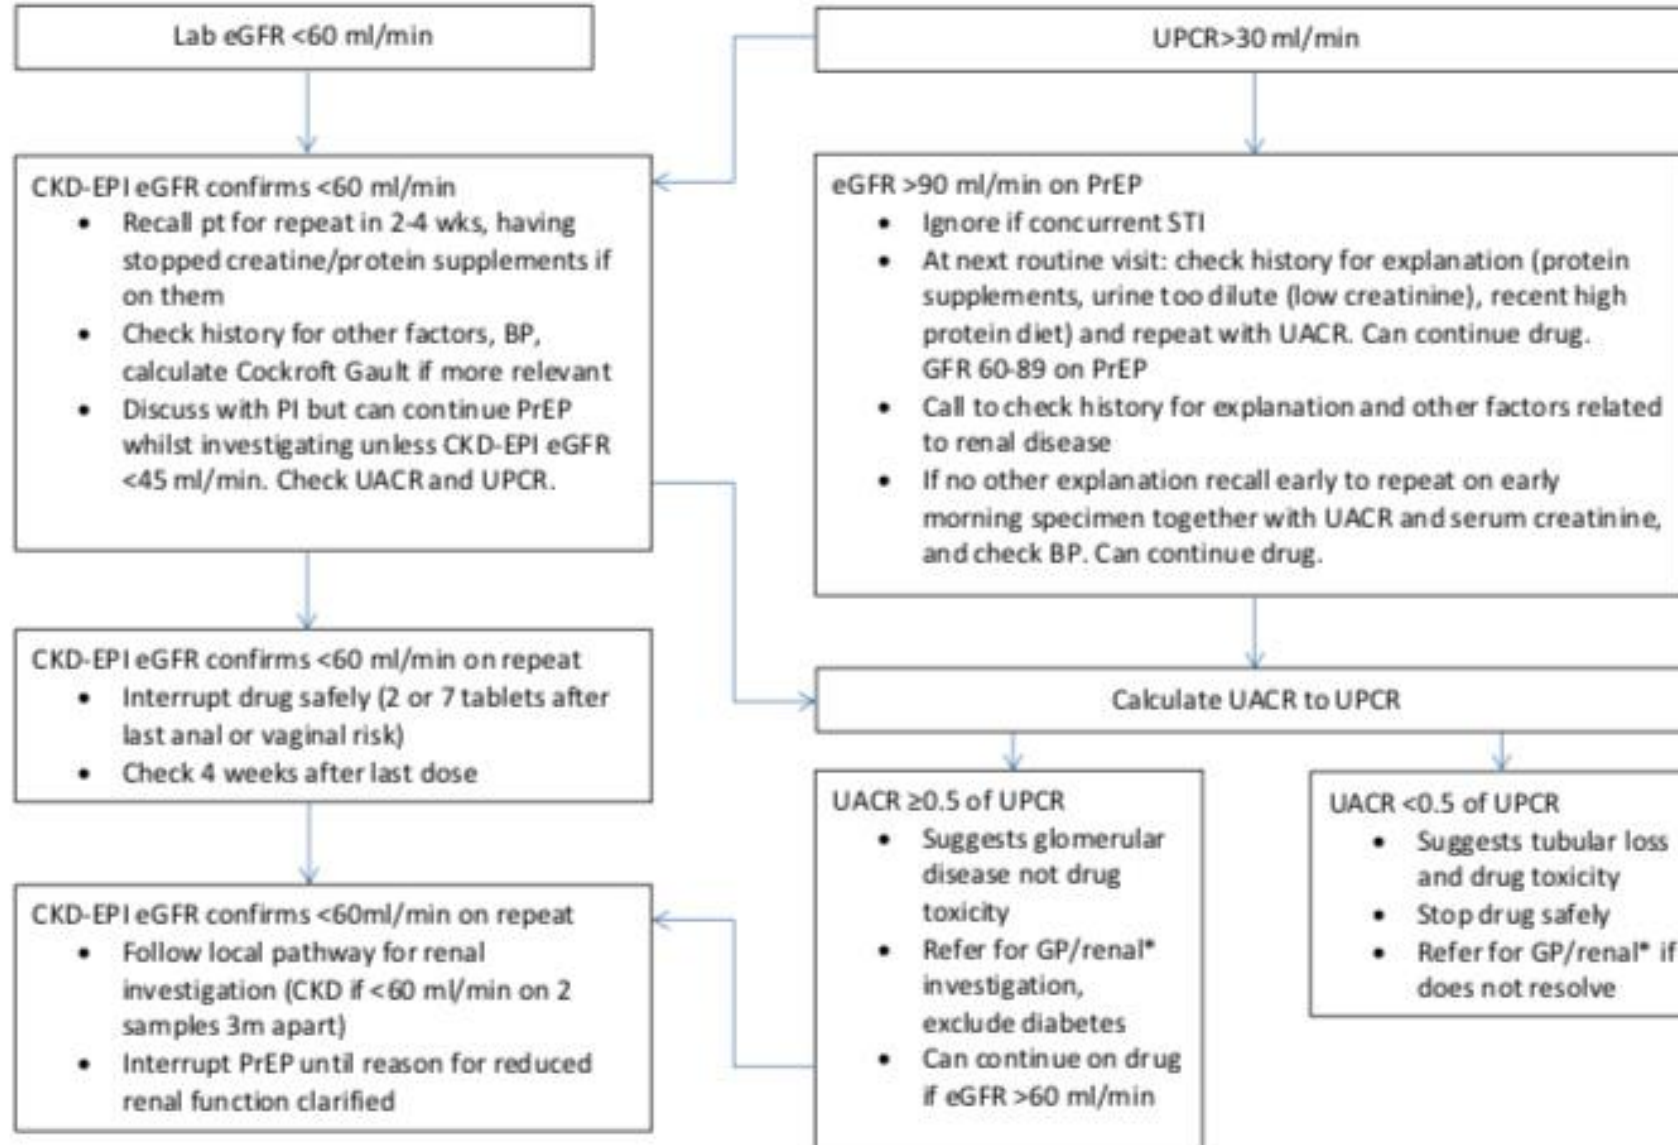 Lab eGFR <60 ml/min
UPCR>30 ml/min
CKD-EPI eGFR confirms <60 ml/min
• Recall pt for repeat in 2-4 wks, having
stopped creatine/protein supplements if
on them
• Check history for other factors, BP,
calculate Cockroft Gault if more relevant
• Discuss with PI but can continue PrEP
whilst investigating unless CKD-EPI eGFR
<45 ml/min. Check UACR and UPCR.
eGFR >90 ml/min on PrEP
• Ignore if concurrent STI
• At next routine visit: check history for explanation (protein
supplements, urine too dilute (low creatinine), recent high
protein diet) and repeat with UACR. Can continue drug.
GFR 60-89 on PrEP
• Call to check history for explanation and other factors related
to renal disease
• If no other explanation recall early to repeat on early
morning specimen together with UACR and serum creatinine,
and check BP. Can continue drug.
CKD-EPI eGFR confirms <60 ml/min on repeat
• Interrupt drug safely (2 or 7 tablets after
last anal or vaginal risk)
• Check 4 weeks after last dose
Calculate UACR to UPCR
CKD-EPI eGFR confirms <60ml/min on repeat
• Follow local pathway for renal
investigation (CKD if <60 ml/min on 2
samples 3m apart)
• Interrupt PrEP until reason for reduced
renal function clarified
UACR ≥0.5 of UPCR
• Suggests glomerular
disease not drug
toxicity
• Refer for GP/renal*
investigation,
exclude diabetes
• Can continue on drug
if eGFR >60 ml/min
UACR <0.5 of UPCR
• Suggests tubular loss
and drug toxicity
• Stop drug safely
• Refer for GP/renal* if
does not resolve